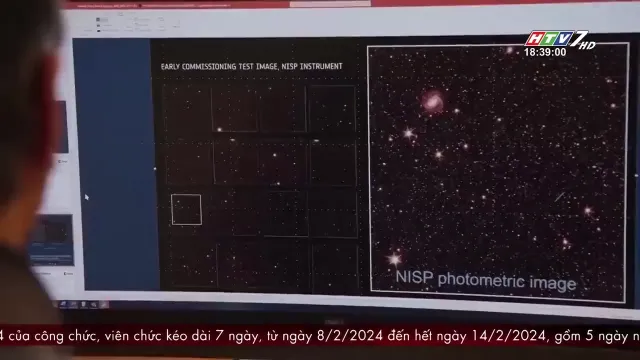 EARLY COMMISSIONING TEST IMAGE, NISP INSTRUMENT
HTV7 HD
18:39:00
NISP photometric image
4 của công chức, viên chức kéo dài 7 ngày, từ ngày 8/2/2024 đến hết ngày 14/2/2024, gồm 5 ngày n